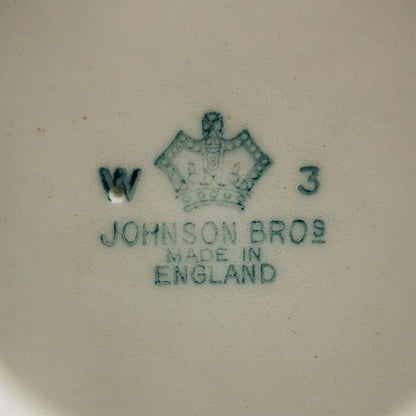 W 3
JOHNSON BROS
MADE IN
ENGLAND